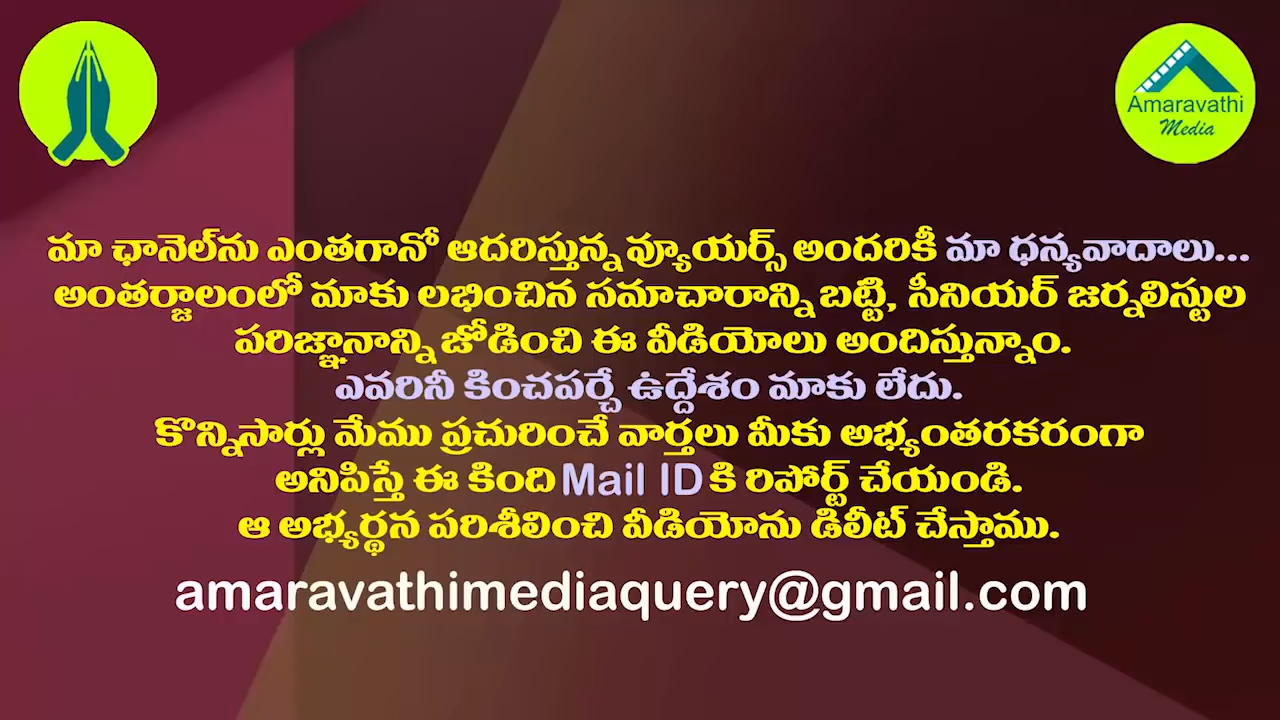 Amaravathi
Media
మా ఛానెల్‌ను ఎంతగానో ఆదరిస్తున్న వ్యూయర్స్ అందరికీ మా ధన్యవాదాలు...
అంతర్జాలంలో మాకు లభించిన సమాచారాన్ని బట్టి, సీనియర్ జర్నలిస్టుల
పరిజ్ఞానాన్ని జోడించి ఈ వీడియోలు అందిస్తున్నాం.
ఎవరినీ కించపర్చే ఉద్దేశం మాకు లేదు.
కొన్నిసార్లు మేము ప్రచురించే వార్తలు మీకు అభ్యంతరకరంగా
అనిపిస్తే ఈ కింది Mail ID కి రిపోర్ట్ చేయండి.
ఆ అభ్యర్థన పరిశీలించి వీడియోను డిలీట్ చేస్తాము.
amaravathimediaquery@gmail.com